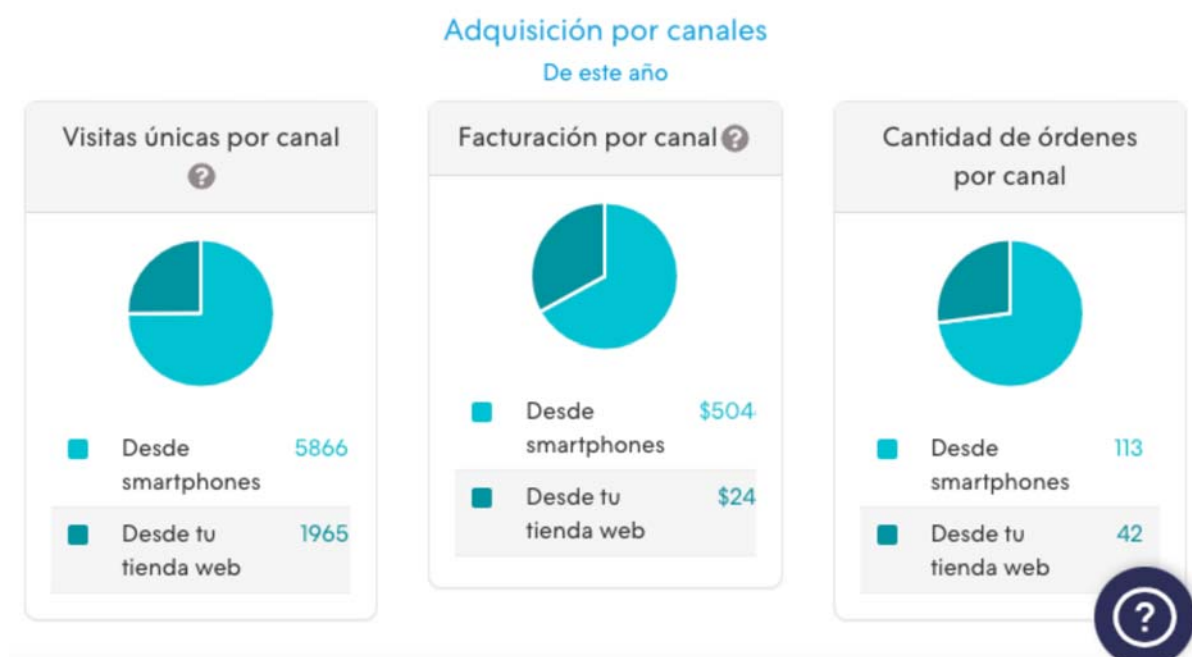 Adquisición por canales
De este año
Visitas únicas por canal
?
Desde
smartphones
5866
Desde tu
tienda web
1965
Facturación por canal ?
Desde
smartphones
$504
Desde tu
tienda web
$24
Cantidad de órdenes
por canal
Desde
smartphones
113
Desde tu
tienda web
42
?